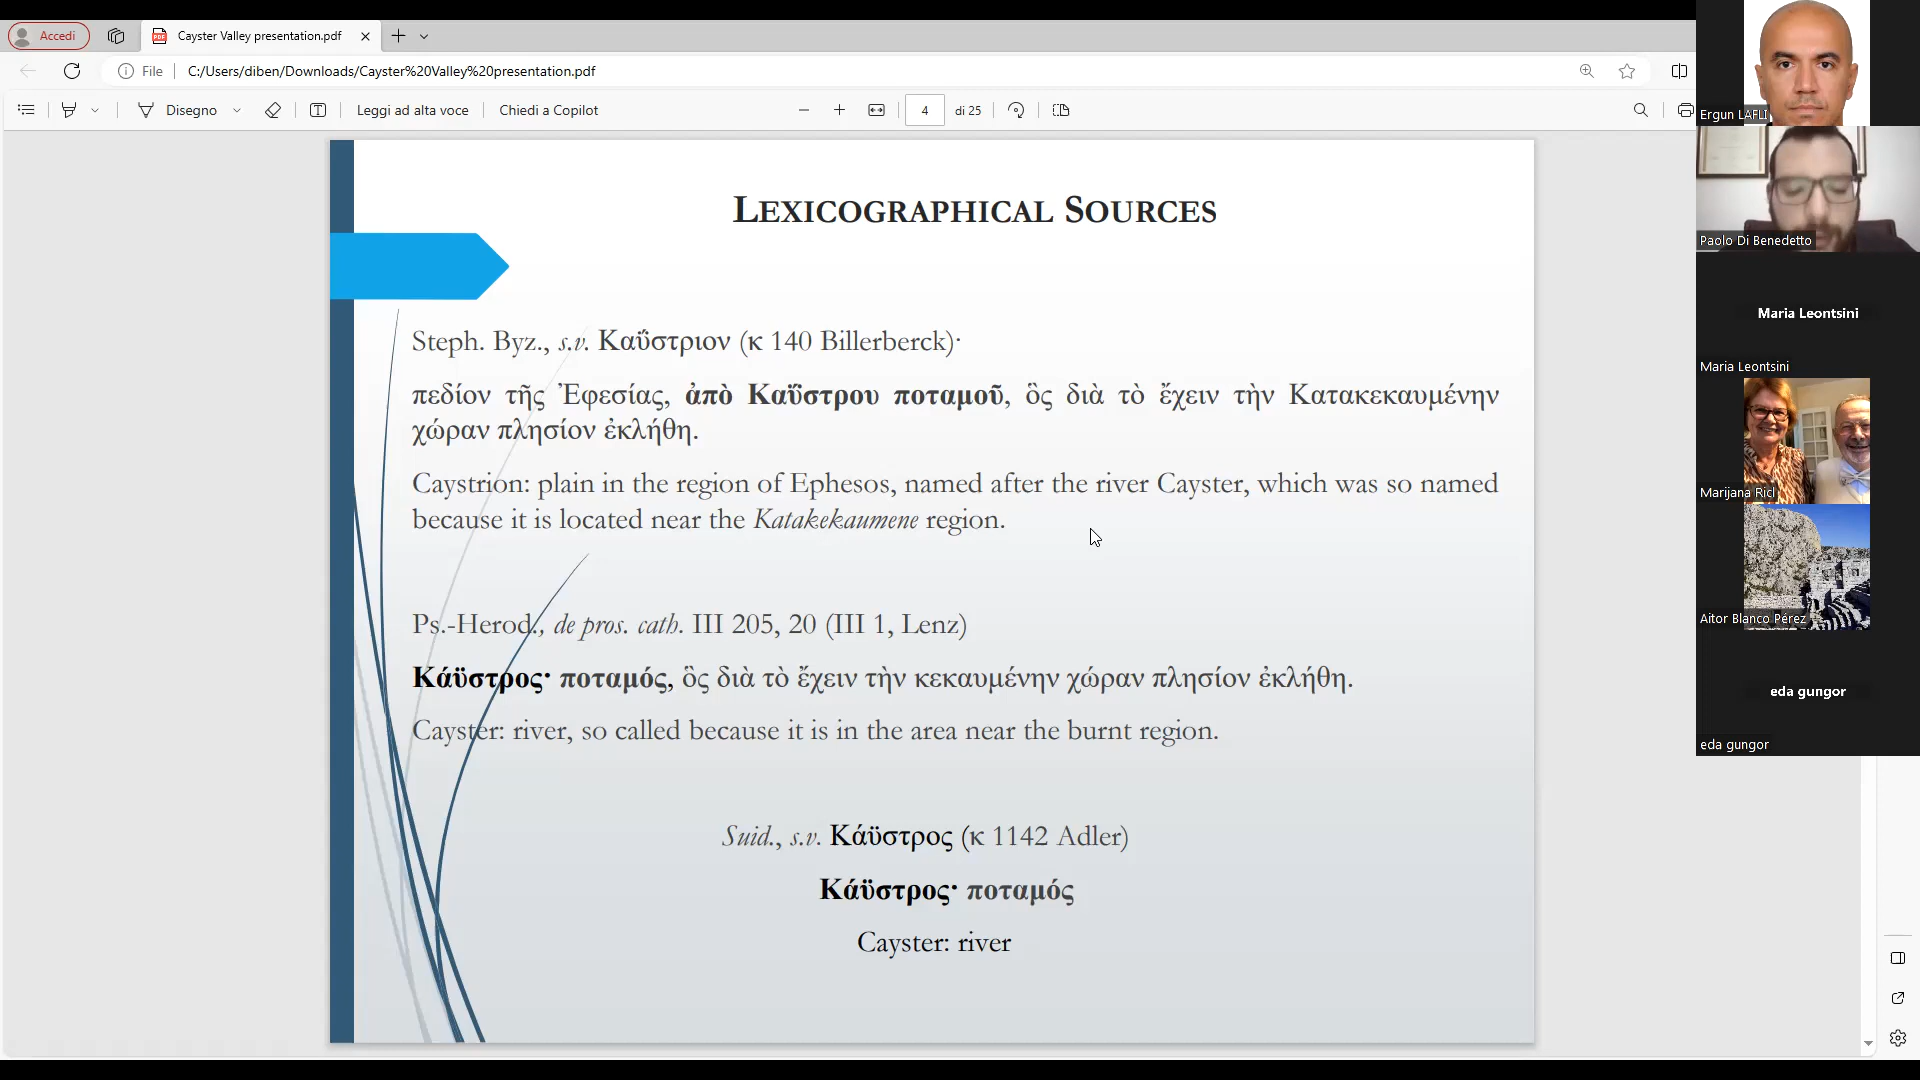 Accedi
Cayster Valley presentation.pdf
File
C:/Users/diben/Downloads/Cayster%20Valley%20presentation.pdf
Disegno
Leggi ad alta voce
Chiedi a Copilot
4
di 25
LEXICOGRAPHICAL SOURCES
Steph. Byz., s.v. Καΰστριον (κ 140 Billerberck)·
πεδίον τῆς Ἐφεσίας, ἀπὸ Καΰστρου ποταμοῦ, ὃς διὰ τὸ ἔχειν τὴν Κατακεκαυμένην
χώραν πλησίον ἐκλήθη.
Caystrion: plain in the region of Ephesos, named after the river Cayster, which was so named
because it is located near the Katakekaumene region.
Ps.-Herod., de pros. cath. III 205, 20 (III 1, Lenz)
Κάϋστρος· ποταμός, ὃς διὰ τὸ ἔχειν τὴν κεκαυμένην χώραν πλησίον ἐκλήθη.
Cayster: river, so called because it is in the area near the burnt region.
Suid., s.v. Κάϋστρος (κ 1142 Adler)
Κάϋστρος· ποταμός
Cayster: river
Ergun LAFLI
Paolo Di Benedetto
Maria Leontsini
Maria Leontsini
Marijana Ricl
Aitor Blanco Pérez
eda gungor
eda gungor